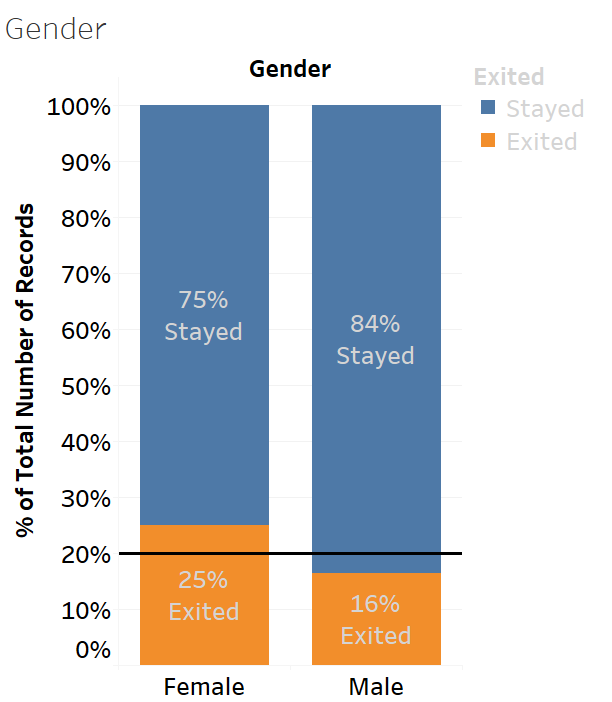 Gender
Gender
Exited
Stayed
Exited
% of Total Number of Records
100%
90%
80%
70%
60%
50%
40%
30%
20%
10%
0%
75%
Stayed
25%
Exited
84%
Stayed
16%
Exited
Female
Male